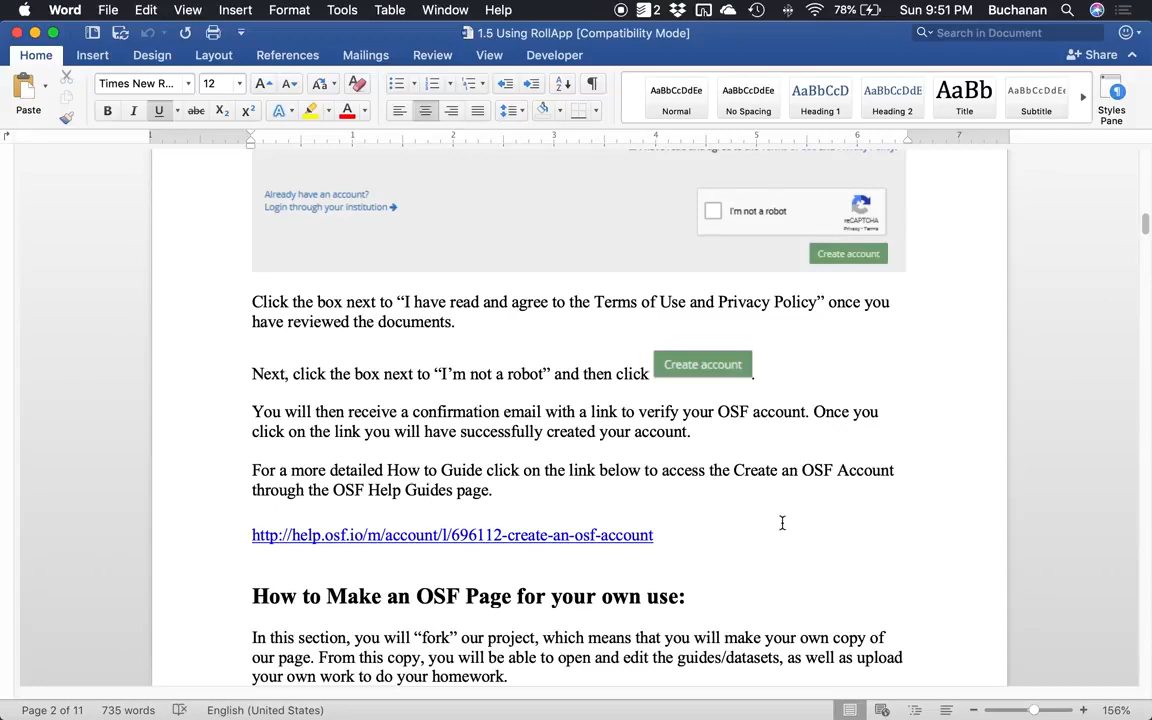 Word File Edit View Insert Format Tools Table Window Help 2 78% Sun 9:51 PM Buchanan
1.5 Using RollApp [Compatibility Mode]
Search in Document
Home Insert Design Layout References Mailings Review View Developer
Share
Paste
Times New R... 12
AaBbCcDdEe AaBbCcDdEe AaBbCcD AaBbCcDdE AaBb AaBbCcDdEe
Normal No Spacing Heading 1 Heading 2 Title Subtitle
Styles
Pane
1 1 2 3 4 5 6 7
Already have an account?
Login through your institution
I'm not a robot
reCAPTCHA
Privacy - Terms
Create account
Click the box next to “I have read and agree to the Terms of Use and Privacy Policy” once you
have reviewed the documents.
Next, click the box next to “I’m not a robot” and then click Create account.
You will then receive a confirmation email with a link to verify your OSF account. Once you
click on the link you will have successfully created your account.
For a more detailed How to Guide click on the link below to access the Create an OSF Account
through the OSF Help Guides page.
http://help.osf.io/m/account/l/696112-create-an-osf-account
How to Make an OSF Page for your own use:
In this section, you will “fork” our project, which means that you will make your own copy of
our page. From this copy, you will be able to open and edit the guides/datasets, as well as upload
your own work to do your homework.
Page 2 of 11 735 words English (United States) 156%